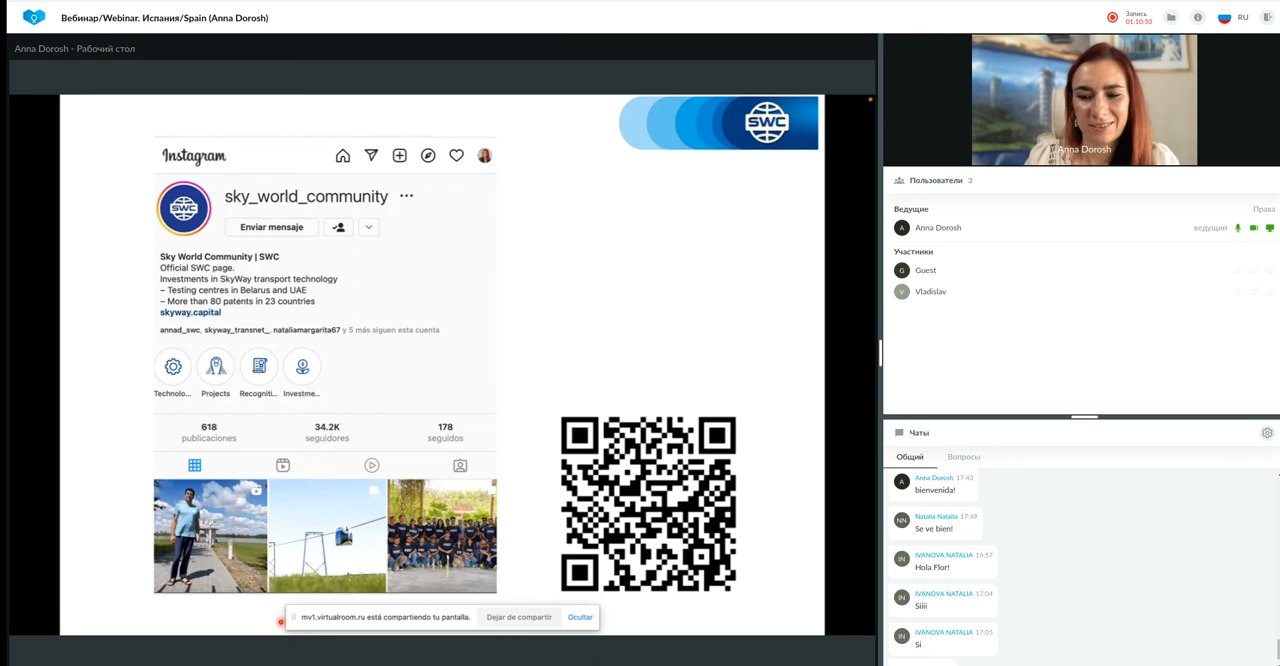 Вебинар/Webinar. Испания/Spain (Anna Dorosh)
Запись
01:10:50
RU
Anna Dorosh - Рабочий стол
SWC
Instagram
SWC
sky_world_community
Enviar mensaje
Sky World Community | SWC
Official SWC page.
Investments in SkyWay transport technology
– Testing centres in Belarus and UAE
– More than 80 patents in 23 countries
skyway.capital
annad_swc, skyway_transnet_, nataliamargarita67 y 5 más siguen esta cuenta
Technolo... Projects Recogniti... Investme...
618 34.2K 178
publicaciones seguidores seguidos
mv1.virtualroom.ru está compartiendo tu pantalla. Dejar de compartir Ocultar
Anna Dorosh
Пользователи 3
Ведущие Права
A Anna Dorosh ведущий
Участники
G Guest
V Vladislav
Чаты
Общий Вопросы
A Anna Dorosh 17:43
bienvenida!
NN Natalia Natalia 17:49
Se ve bien!
IN IVANOVA NATALIA 16:57
Hola Flor!
IN IVANOVA NATALIA 17:04
Siiii
IN IVANOVA NATALIA 17:05
Si